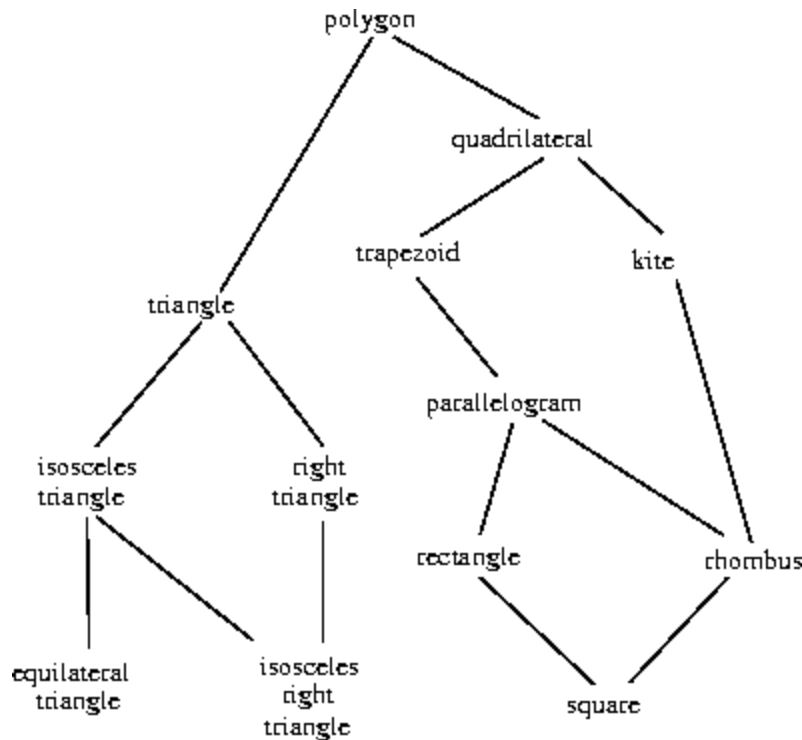 polygon
quadrilateral
trapezoid
kite
triangle
parallelogram
isosceles
triangle
right
triangle
rectangle
rhombus
equilateral
triangle
isosceles
right
triangle
square